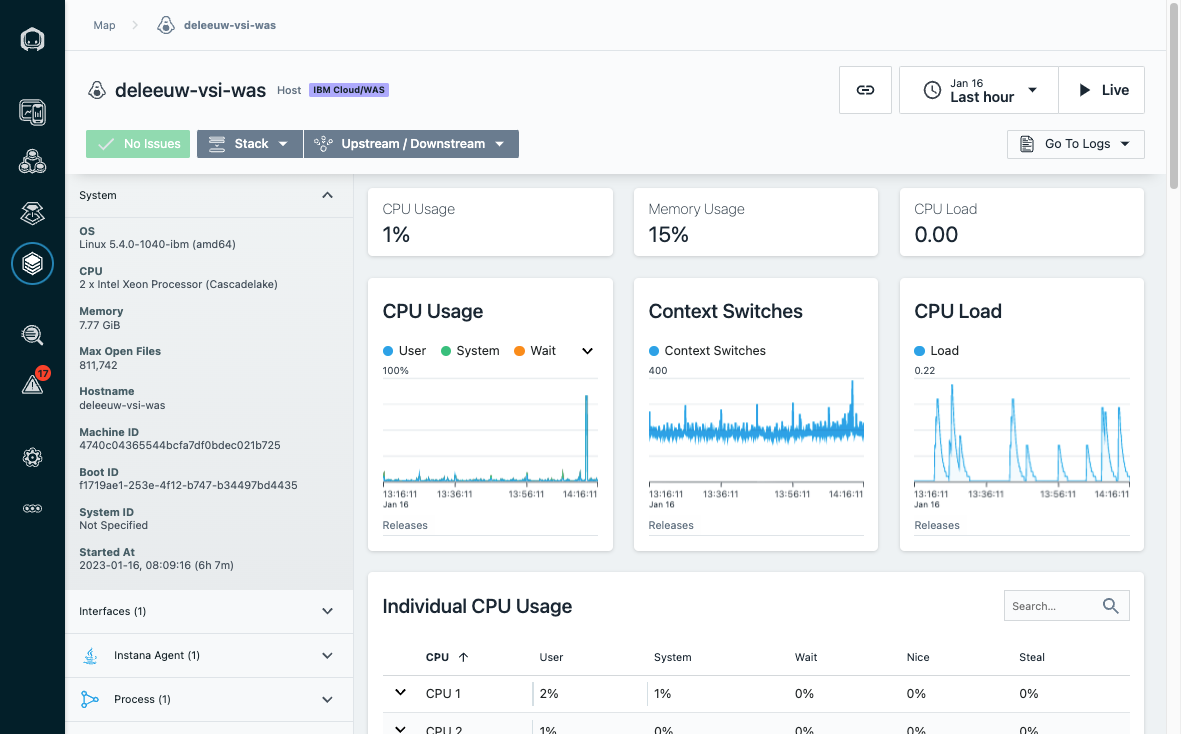 Map
deleeuw-vsi-was
deleeuw-vsi-was Host IBM Cloud/WAS
Jan 16
Last hour
Live
No Issues
Stack
Upstream / Downstream
Go To Logs
17
System
OS
Linux 5.4.0-1040-ibm (amd64)
CPU
2 x Intel Xeon Processor (Cascadelake)
Memory
7.77 GiB
Max Open Files
811,742
Hostname
deleeuw-vsi-was
Machine ID
4740c04365544bcfa7df0bdec021b725
Boot ID
f1719ae1-253e-4f12-b747-b34497bd4435
System ID
Not Specified
Started At
2023-01-16, 08:09:16 (6h 7m)
Interfaces (1)
Instana Agent (1)
Process (1)
CPU Usage
1%
Memory Usage
15%
CPU Load
0.00
CPU Usage
User System Wait
100%
13:16:11 13:36:11 13:56:11 14:16:11
Jan 16
Releases
Context Switches
Context Switches
400
13:16:11 13:36:11 13:56:11 14:16:11
Jan 16
Releases
CPU Load
Load
0.22
13:16:11 13:36:11 13:56:11 14:16:11
Jan 16
Releases
Individual CPU Usage
Search...
CPU User System Wait Nice Steal
CPU 1 2% 1% 0% 0% 0%
CPU 2 1% 0% 0% 0% 0%